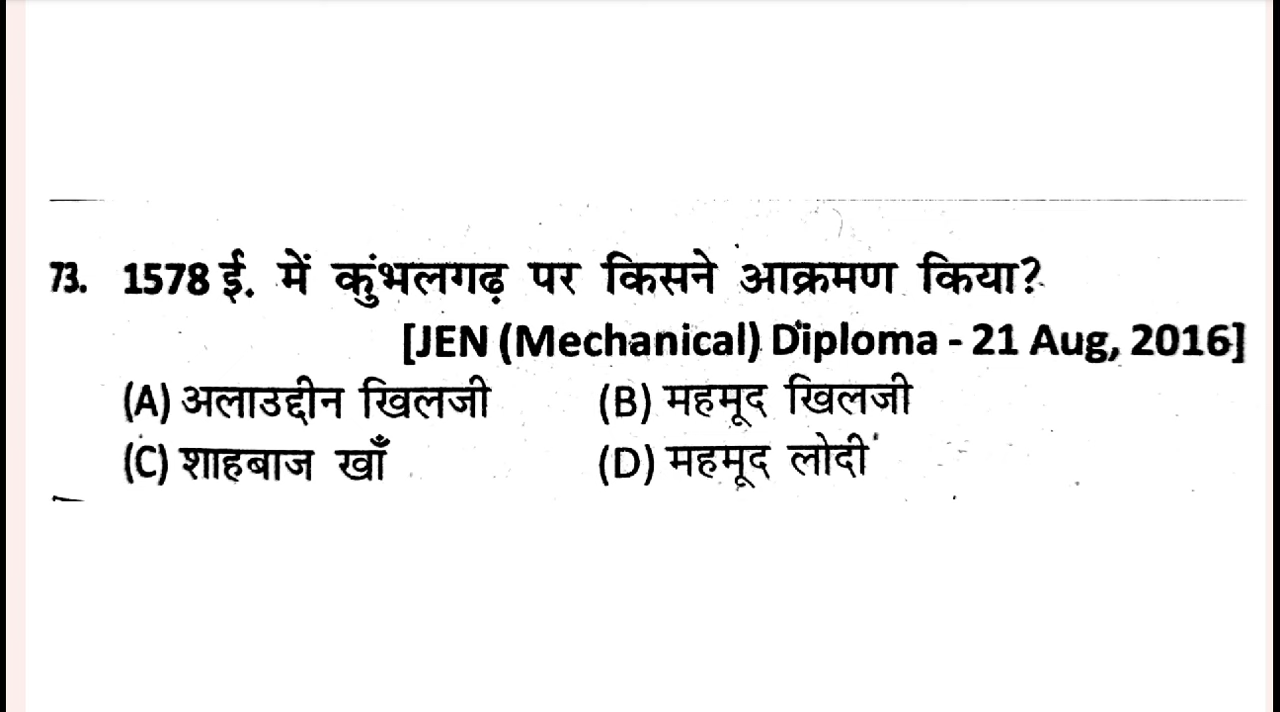 73. 1578 ई. में कुंभलगढ़ पर किसने आक्रमण किया?
[JEN (Mechanical) Diploma - 21 Aug, 2016]
(A) अलाउद्दीन खिलजी (B) महमूद खिलजी
(C) शाहबाज खाँ (D) महमूद लोदी